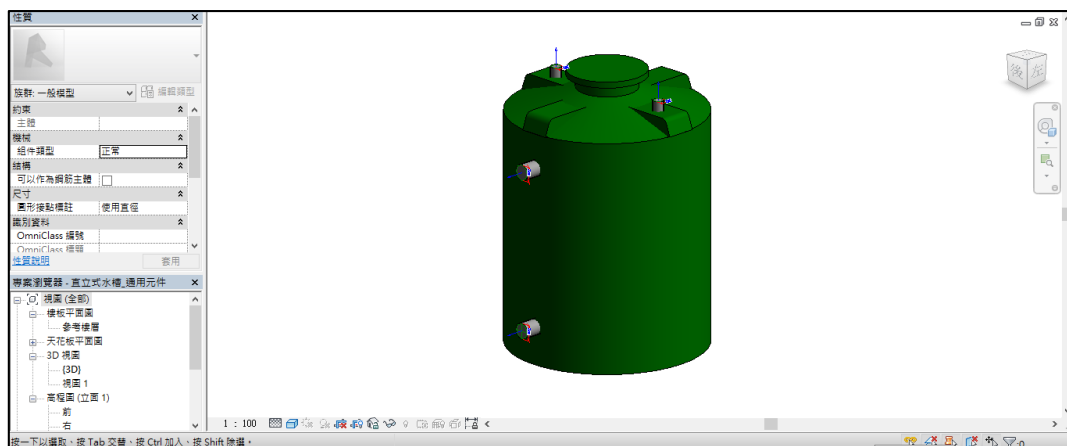 性質
族群: 一般模型
編輯類型
約束
主體
機械
組件類型 正常
結構
可以作為鋼筋主體
尺寸
圓形接點標註 使用直徑
識別資料
OmniClass 編號
OmniClass 標題
性質說明 套用
專案瀏覽器 - 直立式水槽_通用元件
視圖 (全部)
樓板平面圖
參考樓層
天花板平面圖
3D 視圖
{3D}
視圖 1
高程圖 (立面 1)
前
右
後 左
1 : 100
按一下以選取、按 Tab 交替、按 Ctrl 加入、按 Shift 除選。
:0